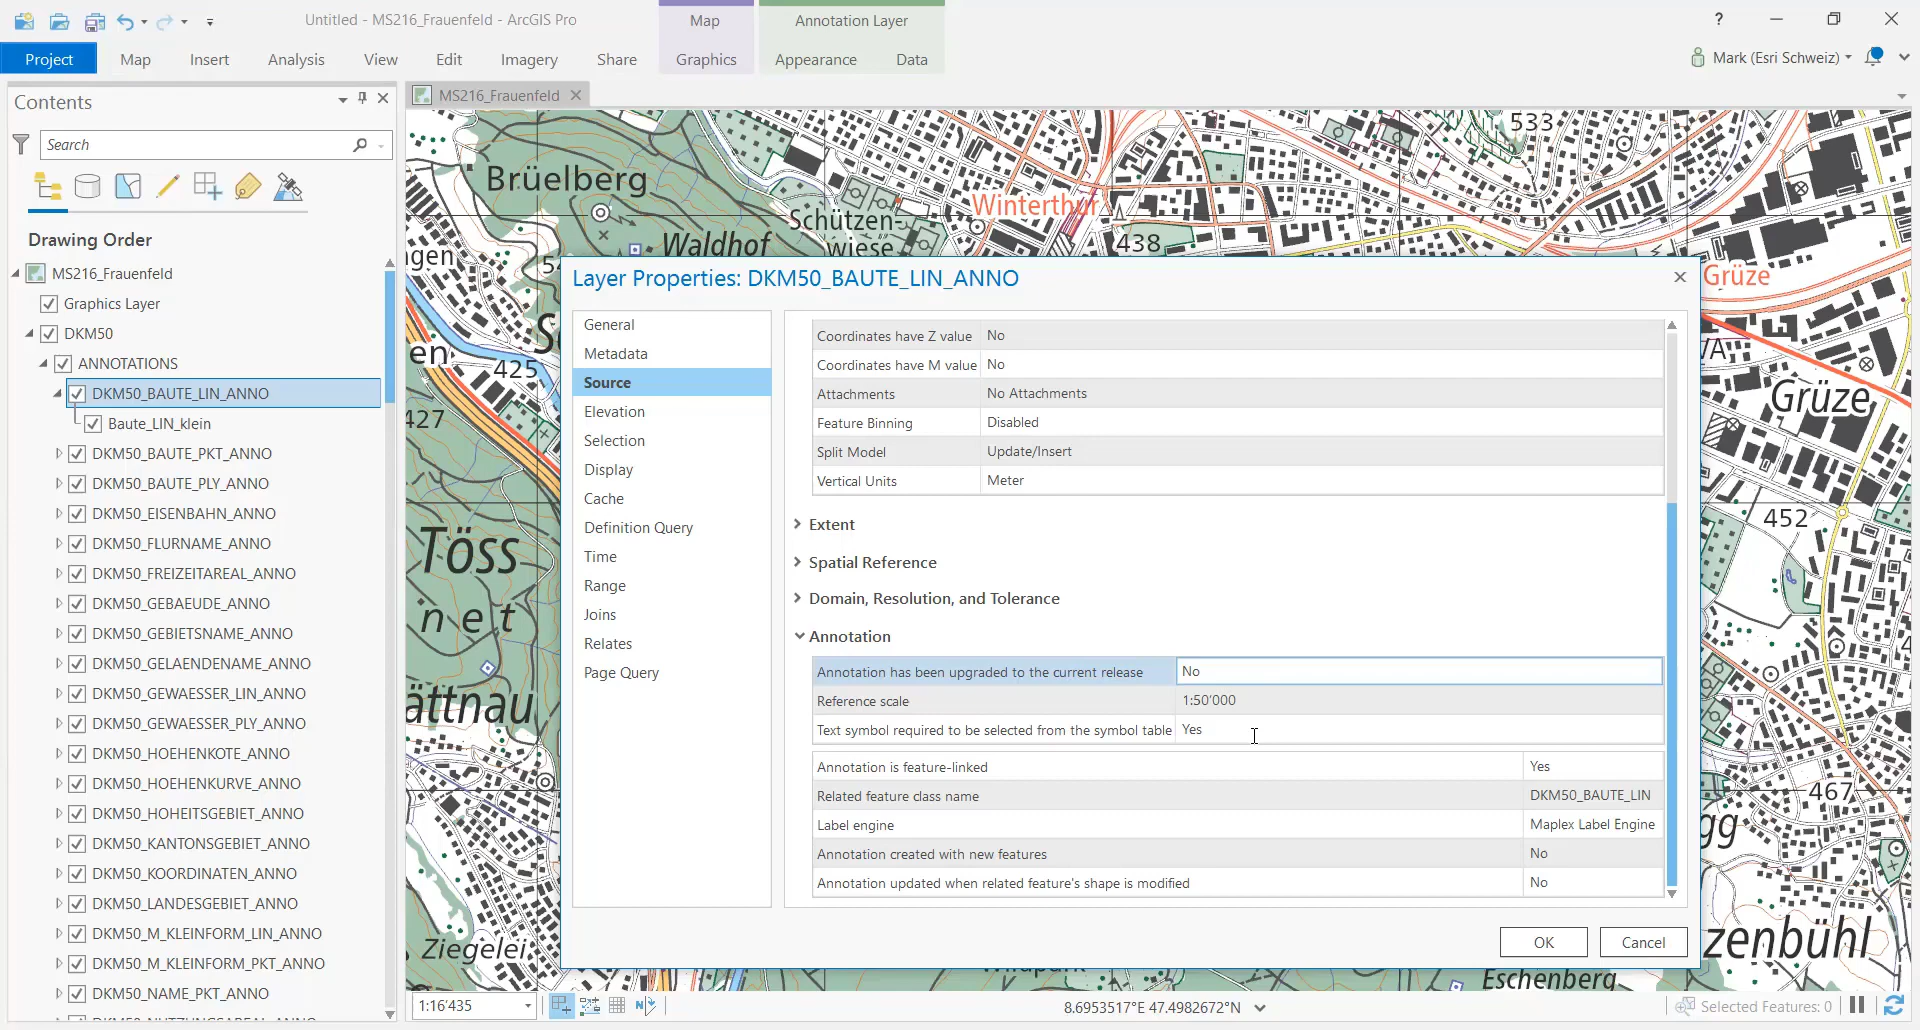 Untitled - MS216_Frauenfeld - ArcGIS Pro
Map
Annotation Layer
?
Project
Map
Insert
Analysis
View
Edit
Imagery
Share
Graphics
Appearance
Data
Mark (Esri Schweiz)
Contents
Search
Drawing Order
MS216_Frauenfeld
Graphics Layer
DKM50
ANNOTATIONS
DKM50_BAUTE_LIN_ANNO
Baute_LIN_klein
DKM50_BAUTE_PKT_ANNO
DKM50_BAUTE_PLY_ANNO
DKM50_EISENBAHN_ANNO
DKM50_FLURNAME_ANNO
DKM50_FREIZEITAREAL_ANNO
DKM50_GEBAEUDE_ANNO
DKM50_GEBIETSNAME_ANNO
DKM50_GELAENDENAME_ANNO
DKM50_GEWAESSER_LIN_ANNO
DKM50_GEWAESSER_PLY_ANNO
DKM50_HOEHENKOTE_ANNO
DKM50_HOEHENKURVE_ANNO
DKM50_HOHEITSGEBIET_ANNO
DKM50_KANTONSGEBIET_ANNO
DKM50_KOORDINATEN_ANNO
DKM50_LANDESGEBIET_ANNO
DKM50_M_KLEINFORM_LIN_ANNO
DKM50_M_KLEINFORM_PKT_ANNO
DKM50_NAME_PKT_ANNO
MS216_Frauenfeld
533
Brüelberg
Winterthur
Schützen-
wiese
Waldhof
438
ngen
54
Grüze
en
425
427
Grüze
452
Töss
net
ättnau
467
gg
Ziegelei
zenbühl
Eschenberg
Layer Properties: DKM50_BAUTE_LIN_ANNO
General
Metadata
Source
Elevation
Selection
Display
Cache
Definition Query
Time
Range
Joins
Relates
Page Query
Coordinates have Z value No
Coordinates have M value No
Attachments No Attachments
Feature Binning Disabled
Split Model Update/Insert
Vertical Units Meter
Extent
Spatial Reference
Domain, Resolution, and Tolerance
Annotation
Annotation has been upgraded to the current release No
Reference scale 1:50'000
Text symbol required to be selected from the symbol table Yes
Annotation is feature-linked Yes
Related feature class name DKM50_BAUTE_LIN
Label engine Maplex Label Engine
Annotation created with new features No
Annotation updated when related feature's shape is modified No
OK
Cancel
1:16'435
8.6953517°E 47.4982672°N
Selected Features: 0